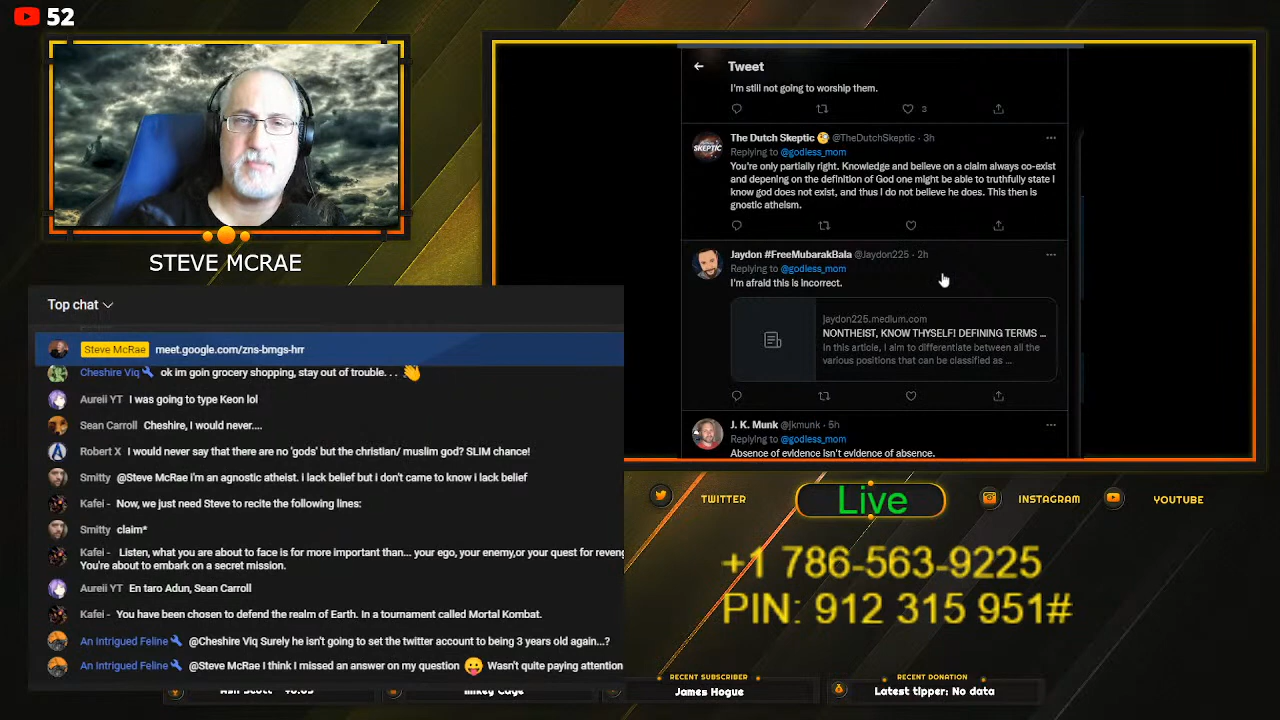 52
STEVE MCRAE
Top chat
Steve McRae meet.google.com/zns-bmgs-hrr
Cheshire Viq ok im goin grocery shopping, stay out of trouble. . . 👋
Aureii YT I was going to type Keon lol
Sean Carroll Cheshire, I would never....
Robert X I would never say that there are no 'gods' but the christian/ muslim god? SLIM chance!
Smitty @Steve McRae i'm an agnostic atheist. i lack belief but i don't came to know i lack belief
Kafei - Now, we just need Steve to recite the following lines:
Smitty claim*
Kafei - Listen, what you are about to face is for more important than... your ego, your enemy,or your quest for reveng
You're about to embark on a secret mission.
Aureii YT En taro Adun, Sean Carroll
Kafei - You have been chosen to defend the realm of Earth. In a tournament called Mortal Kombat.
An Intrigued Feline @Cheshire Viq Surely he isn't going to set the twitter account to being 3 years old again...?
An Intrigued Feline @Steve McRae I think I missed an answer on my question 😛 Wasn't quite paying attention
Tweet
I'm still not going to worship them.
3
The Dutch Skeptic 🧐 @TheDutchSkeptic · 3h
Replying to @godless_mom
You're only partially right. Knowledge and believe on a claim always co-exist
and depening on the definition of God one might be able to truthfully state I
know god does not exist, and thus I do not believe he does. This then is
gnostic atheism.
SKEPTIC
Jaydon #FreeMubarakBala @Jaydon225 · 2h
Replying to @godless_mom
I'm afraid this is incorrect.
jaydon225.medium.com
NONTHEIST, KNOW THYSELF! DEFINING TERMS ...
In this article, I aim to differentiate between all the
various positions that can be classified as ...
J. K. Munk @jkmunk · 5h
Replying to @godless_mom
Absence of evidence isn't evidence of absence.
TWITTER
Live
INSTAGRAM
YOUTUBE
+1 786-563-9225
PIN: 912 315 951#
Mikey Cage
RECENT SUBSCRIBER
James Hogue
RECENT DONATION
Latest tipper: No data